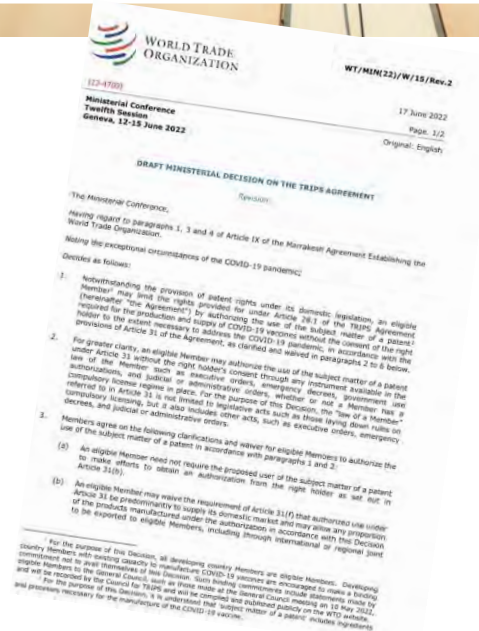 WORLD TRADE
ORGANIZATION
WT/MIN(22)/W/15/Rev.2
17 June 2022
(22-4700)
Page: 1/2
Ministerial Conference
Twelfth Session
Geneva, 12-15 June 2022
Original: English
DRAFT MINISTERIAL DECISION ON THE TRIPS AGREEMENT
Revision
The Ministerial Conference,
Having regard to paragraphs 1, 3 and 4 of Article IX of the Marrakesh Agreement Establishing the
World Trade Organization;
Noting the exceptional circumstances of the COVID-19 pandemic;
Decides as follows:
1. Notwithstanding the provision of patent rights under its domestic legislation, an eligible
Member¹ may limit the rights provided for under Article 28.1 of the TRIPS Agreement
(hereinafter "the Agreement") by authorizing the use of the subject matter of a patent²
required for the production and supply of COVID-19 vaccines without the consent of the right
holder to the extent necessary to address the COVID-19 pandemic, in accordance with the
provisions of Article 31 of the Agreement, as clarified and waived in paragraphs 2 to 6 below.
2. For greater clarity, an eligible Member may authorize the use of the subject matter of a patent
under Article 31 without the right holder's consent through any instrument available in the
law of the Member such as executive orders, emergency decrees, government use
authorizations, and judicial or administrative orders, whether or not a Member has a
compulsory license regime in place. For the purpose of this Decision, the "law of a Member"
referred to in Article 31 is not limited to legislative acts such as those laying down rules on
compulsory licensing, but it also includes other acts, such as executive orders, emergency
decrees, and judicial or administrative orders.
3. Members agree on the following clarifications and waiver for eligible Members to authorize the
use of the subject matter of a patent in accordance with paragraphs 1 and 2:
(a) An eligible Member need not require the proposed user of the subject matter of a patent
to make efforts to obtain an authorization from the right holder as set out in
Article 31(b).
(b) An eligible Member may waive the requirement of Article 31(f) that authorized use under
Article 31 be predominantly to supply its domestic market and may allow any proportion
of the products manufactured under the authorization in accordance with this Decision
to be exported to eligible Members, including through international or regional joint
¹ For the purpose of this Decision, all developing country Members are eligible Members. Developing
country Members with existing capacity to manufacture COVID-19 vaccines are encouraged to make a binding
commitment not to avail themselves of this Decision. Such binding commitments include statements made by
eligible Members to the General Council, such as those made at the General Council meeting on 10 May 2022,
and will be recorded by the Council for TRIPS and will be compiled and published publicly on the WTO website.
² For the purpose of this Decision, it is understood that 'subject matter of a patent' includes ingredients
and processes necessary for the manufacture of the COVID-19 vaccine.